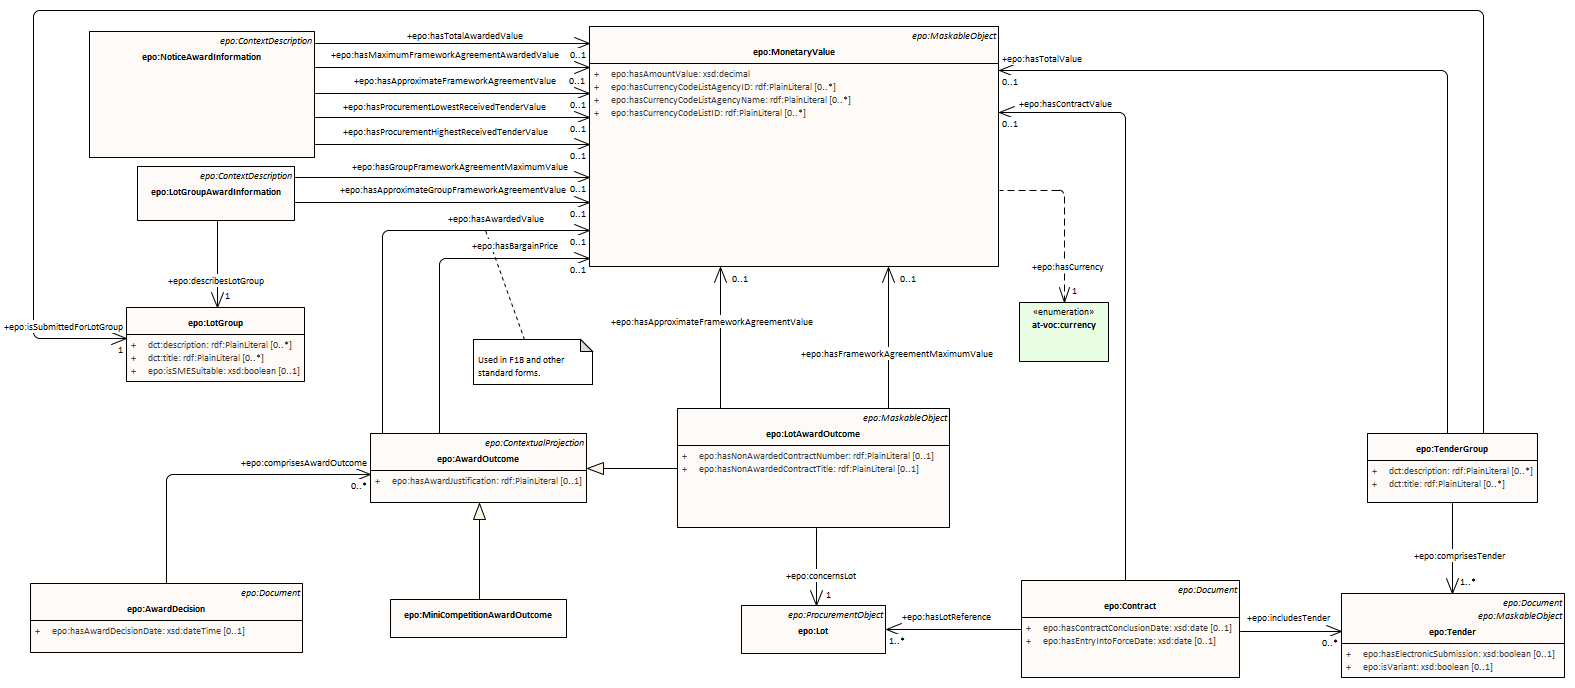 epo:ContextDescription
epo:NoticeAwardInformation
+epo:hasTotalAwardedValue
0..1
+epo:hasMaximumFrameworkAgreementAwardedValue
0..1
+epo:hasApproximateFrameworkAgreementValue
0..1
+epo:hasProcurementLowestReceivedTenderValue
0..1
+epo:hasProcurementHighestReceivedTenderValue
0..1
epo:MaskableObject
epo:MonetaryValue
+ epo:hasAmountValue: xsd:decimal
+ epo:hasCurrencyCodeListAgencyID: rdf:PlainLiteral [0..*]
+ epo:hasCurrencyCodeListAgencyName: rdf:PlainLiteral [0..*]
+ epo:hasCurrencyCodeListID: rdf:PlainLiteral [0..*]
+epo:hasTotalValue
0..1
+epo:hasContractValue
0..1
epo:ContextDescription
epo:LotGroupAwardInformation
+epo:hasGroupFrameworkAgreementMaximumValue
0..1
+epo:hasApproximateGroupFrameworkAgreementValue
0..1
+epo:hasAwardedValue
0..1
+epo:hasBargainPrice
0..1
+epo:describesLotGroup
1
+epo:hasCurrency
1
«enumeration»
at-voc:currency
+epo:isSubmittedForLotGroup
1
epo:LotGroup
+ dct:description: rdf:PlainLiteral [0..*]
+ dct:title: rdf:PlainLiteral [0..*]
+ epo:isSMESuitable: xsd:boolean [0..1]
0..1
+epo:hasApproximateFrameworkAgreementValue
0..1
+epo:hasFrameworkAgreementMaximumValue
Used in F18 and other
standard forms.
epo:MaskableObject
epo:LotAwardOutcome
+ epo:hasNonAwardedContractNumber: rdf:PlainLiteral [0..1]
+ epo:hasNonAwardedContractTitle: rdf:PlainLiteral [0..1]
epo:ContextualProjection
epo:AwardOutcome
+ epo:hasAwardJustification: rdf:PlainLiteral [0..1]
+epo:comprisesAwardOutcome
0..*
epo:TenderGroup
+ dct:description: rdf:PlainLiteral [0..*]
+ dct:title: rdf:PlainLiteral [0..*]
+epo:comprisesTender
1..*
+epo:concernsLot
1
epo:Document
epo:AwardDecision
+ epo:hasAwardDecisionDate: xsd:dateTime [0..1]
epo:MiniCompetitionAwardOutcome
epo:ProcurementObject
epo:Lot
+epo:hasLotReference
1..*
epo:Document
epo:Contract
+ epo:hasContractConclusionDate: xsd:date [0..1]
+ epo:hasEntryIntoForceDate: xsd:date [0..1]
+epo:includesTender
0..*
epo:Document
epo:MaskableObject
epo:Tender
+ epo:hasElectronicSubmission: xsd:boolean [0..1]
+ epo:isVariant: xsd:boolean [0..1]